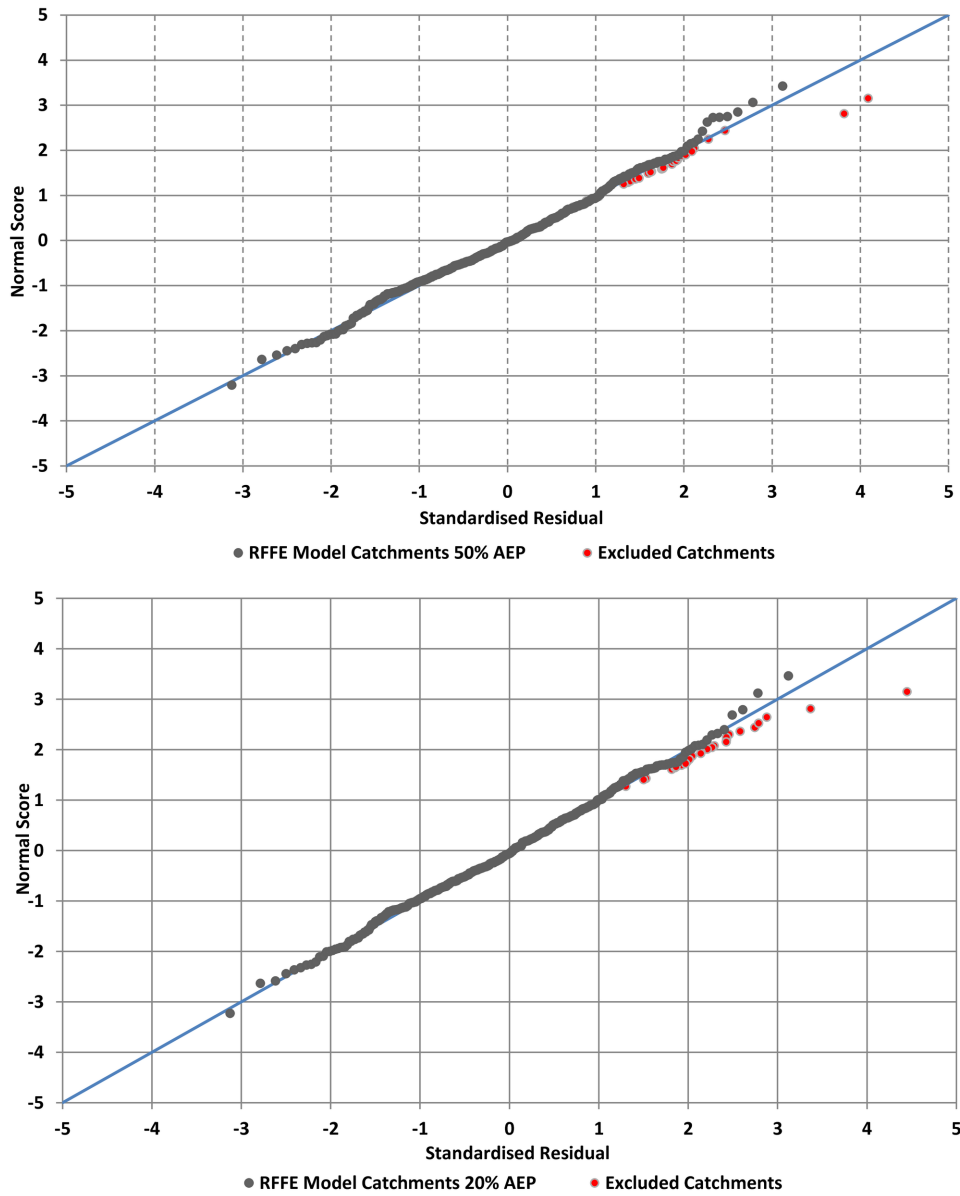 5
4
3
2
1
0
-1
-2
-3
-4
-5
Normal Score
-5 -4 -3 -2 -1 0 1 2 3 4 5
Standardised Residual
RFFE Model Catchments 50% AEP Excluded Catchments
5
4
3
2
1
0
-1
-2
-3
-4
-5
Normal Score
-5 -4 -3 -2 -1 0 1 2 3 4 5
Standardised Residual
RFFE Model Catchments 20% AEP Excluded Catchments